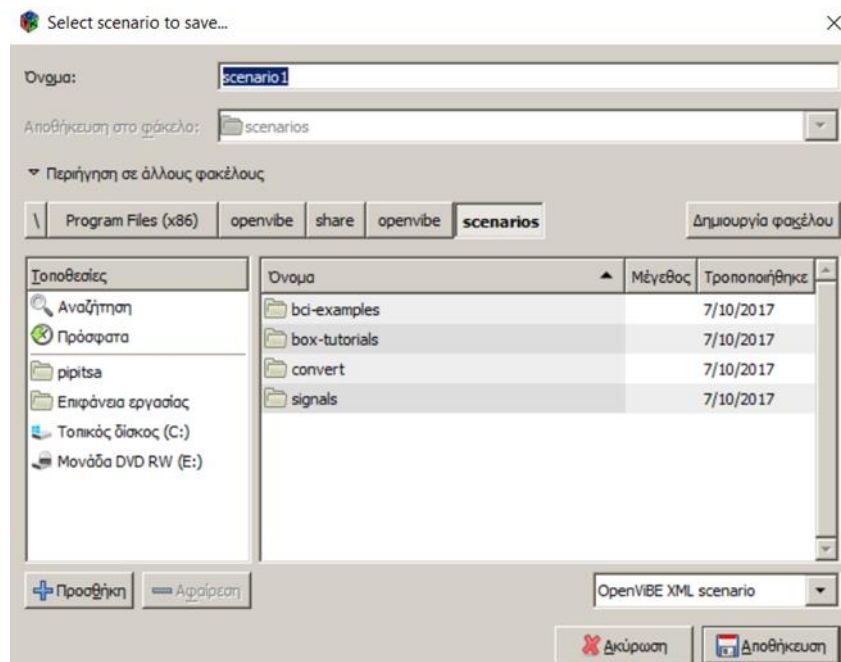 Select scenario to save...
Όνομα: scenario1
Αποθήκευση στο φάκελο: scenarios
Περιήγηση σε άλλους φακέλους
\ Program Files (x86) openvibe share openvibe scenarios Δημιουργία φακέλου
Τοποθεσίες Όνομα Μέγεθος Τροποποιήθηκε
Αναζήτηση bci-examples 7/10/2017
Πρόσφατα box-tutorials 7/10/2017
pipitsa convert 7/10/2017
Επιφάνεια εργασίας signals 7/10/2017
Τοπικός δίσκος (C:)
Μονάδα DVD RW (E:)
Προσθήκη Αφαίρεση OpenViBE XML scenario
Ακύρωση Αποθήκευση